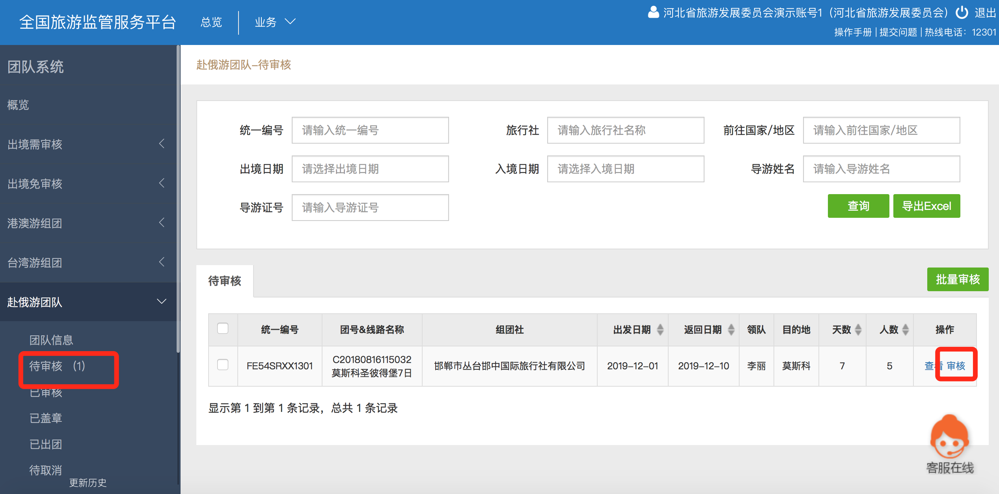 全国旅游监管服务平台
总览
业务
河北省旅游发展委员会演示账号1（河北省旅游发展委员会）
退出
操作手册 | 提交问题 | 热线电话：12301
团队系统
概览
出境需审核
出境免审核
港澳游组团
台湾游组团
赴俄游团队
团队信息
待审核 (1)
已审核
已盖章
已出团
待取消
更新历史
赴俄游团队-待审核
统一编号 请输入统一编号
旅行社 请输入旅行社名称
前往国家/地区 请输入前往国家/地区
出境日期 请选择出境日期
入境日期 请选择入境日期
导游姓名 请输入导游姓名
导游证号 请输入导游证号
查询
导出Excel
待审核
批量审核
统一编号 团号&线路名称 组团社 出发日期 返回日期 领队 目的地 天数 人数 操作
FE54SRXX1301
C20180816115032
莫斯科圣彼得堡7日
邯郸市丛台邯中国际旅行社有限公司 2019-12-01 2019-12-10 李丽 莫斯科 7 5 查看 审核
显示第 1 到第 1 条记录，总共 1 条记录
客服在线